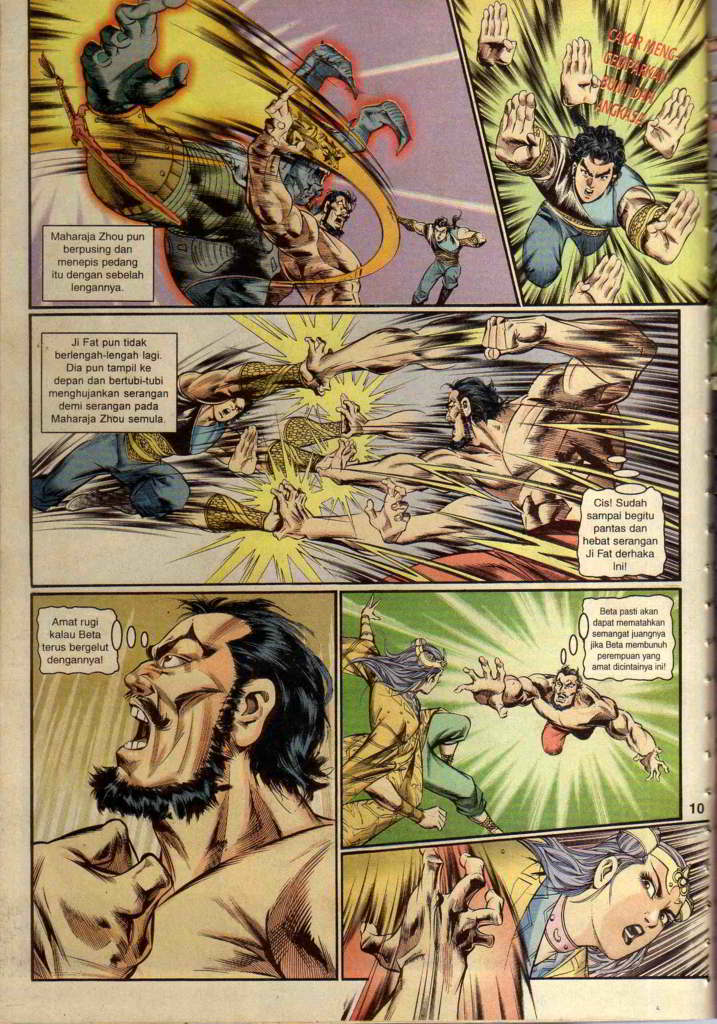 Maharaja Zhou pun
berpusing dan
menepis pedang
itu dengan sebelah
lengannya.
CAKAR MENG-
GEMPARKAN
BUMI DAN
ANGKASA
Ji Fat pun tidak
berlengah-lengah lagi.
Dia pun tampil ke
depan dan bertubi-tubi
menghujankan serangan
demi serangan pada
Maharaja Zhou semula.
Cis! Sudah
sampai begitu
pantas dan
hebat serangan
Ji Fat derhaka
Ini!
Amat rugi
kalau Beta
terus bergelut
dengannya!
Beta pasti akan
dapat mematahkan
semangat juangnya
jika Beta membunuh
perempuan yang
amat dicintainya ini!
10